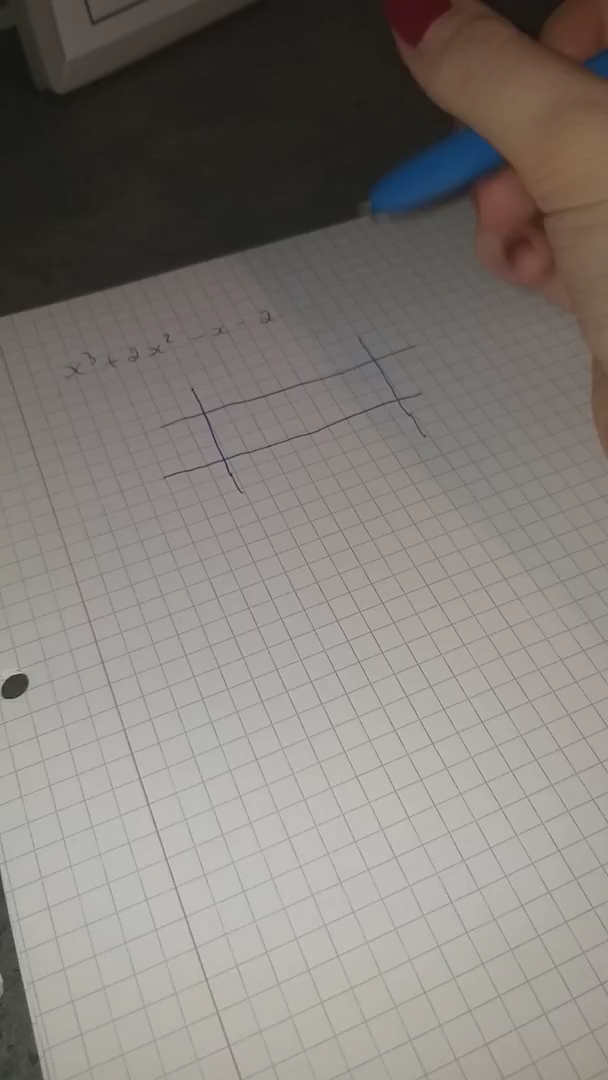 x³ + 2x² - x - 2